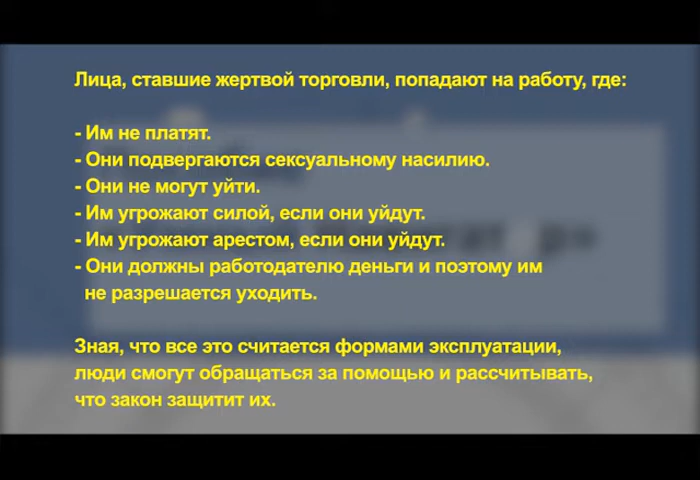 Лица, ставшие жертвой торговли, попадают на работу, где:
- Им не платят.
- Они подвергаются сексуальному насилию.
- Они не могут уйти.
- Им угрожают силой, если они уйдут.
- Им угрожают арестом, если они уйдут.
- Они должны работодателю деньги и поэтому им
не разрешается уходить.
Зная, что все это считается формами эксплуатации,
люди смогут обращаться за помощью и рассчитывать,
что закон защитит их.